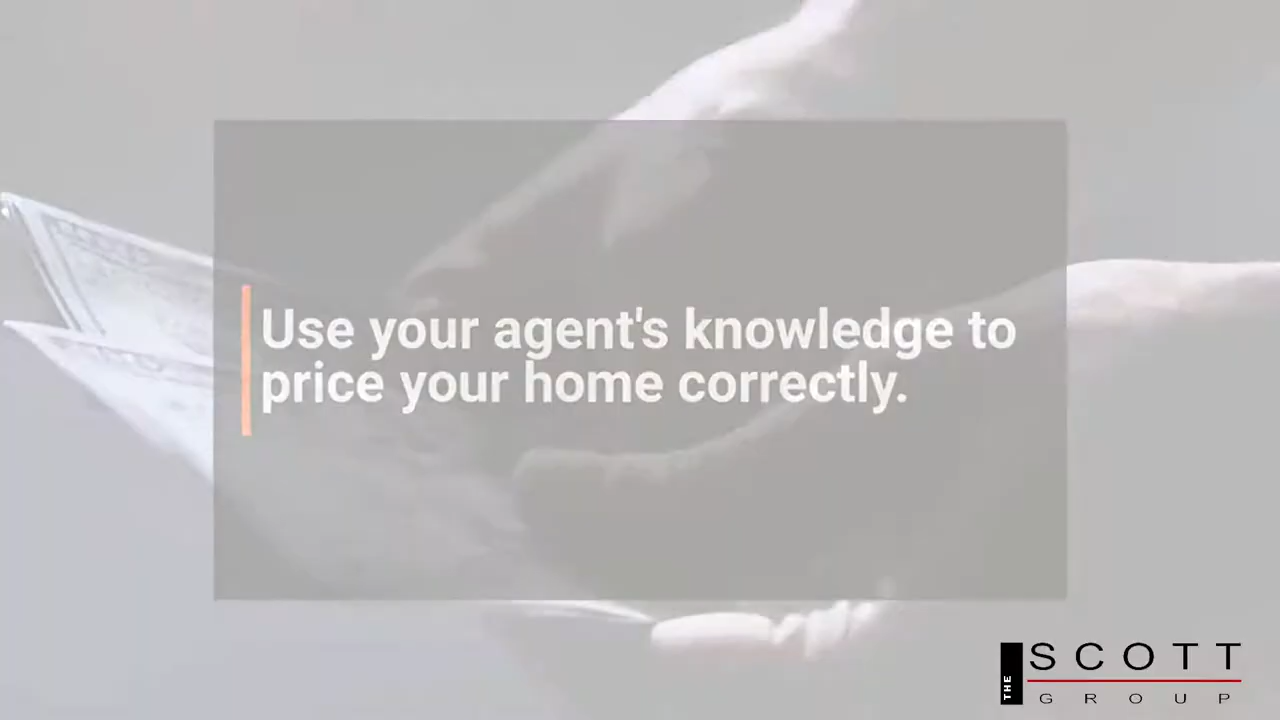 Use your agent's knowledge to
price your home correctly.
THE
SCOTT
GROUP